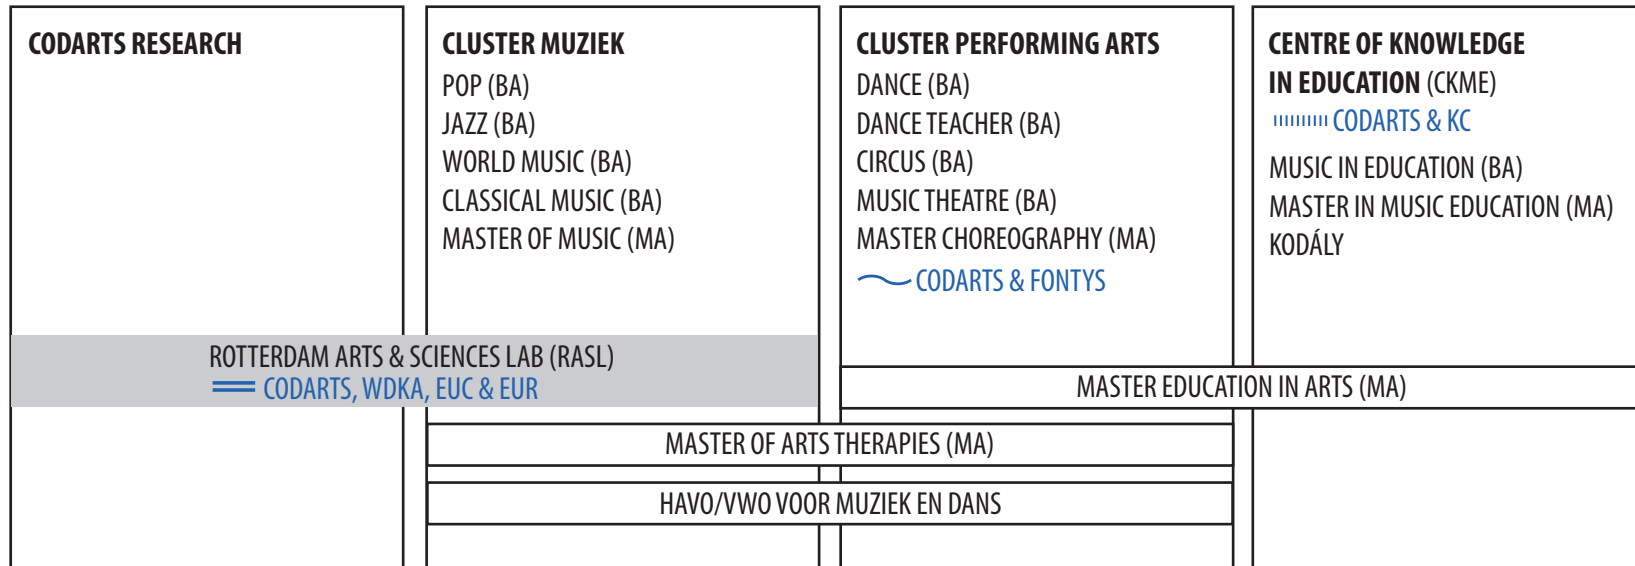 CODARTS RESEARCH
CLUSTER MUZIEK
POP (BA)
JAZZ (BA)
WORLD MUSIC (BA)
CLASSICAL MUSIC (BA)
MASTER OF MUSIC (MA)
CLUSTER PERFORMING ARTS
DANCE (BA)
DANCE TEACHER (BA)
CIRCUS (BA)
MUSIC THEATRE (BA)
MASTER CHOREOGRAPHY (MA)
CODARTS & FONTYS
CENTRE OF KNOWLEDGE
IN EDUCATION (CKME)
CODARTS & KC
MUSIC IN EDUCATION (BA)
MASTER IN MUSIC EDUCATION (MA)
KODÁLY
ROTTERDAM ARTS & SCIENCES LAB (RASL)
CODARTS, WDKA, EUC & EUR
MASTER EDUCATION IN ARTS (MA)
MASTER OF ARTS THERAPIES (MA)
HAVO/VWO VOOR MUZIEK EN DANS